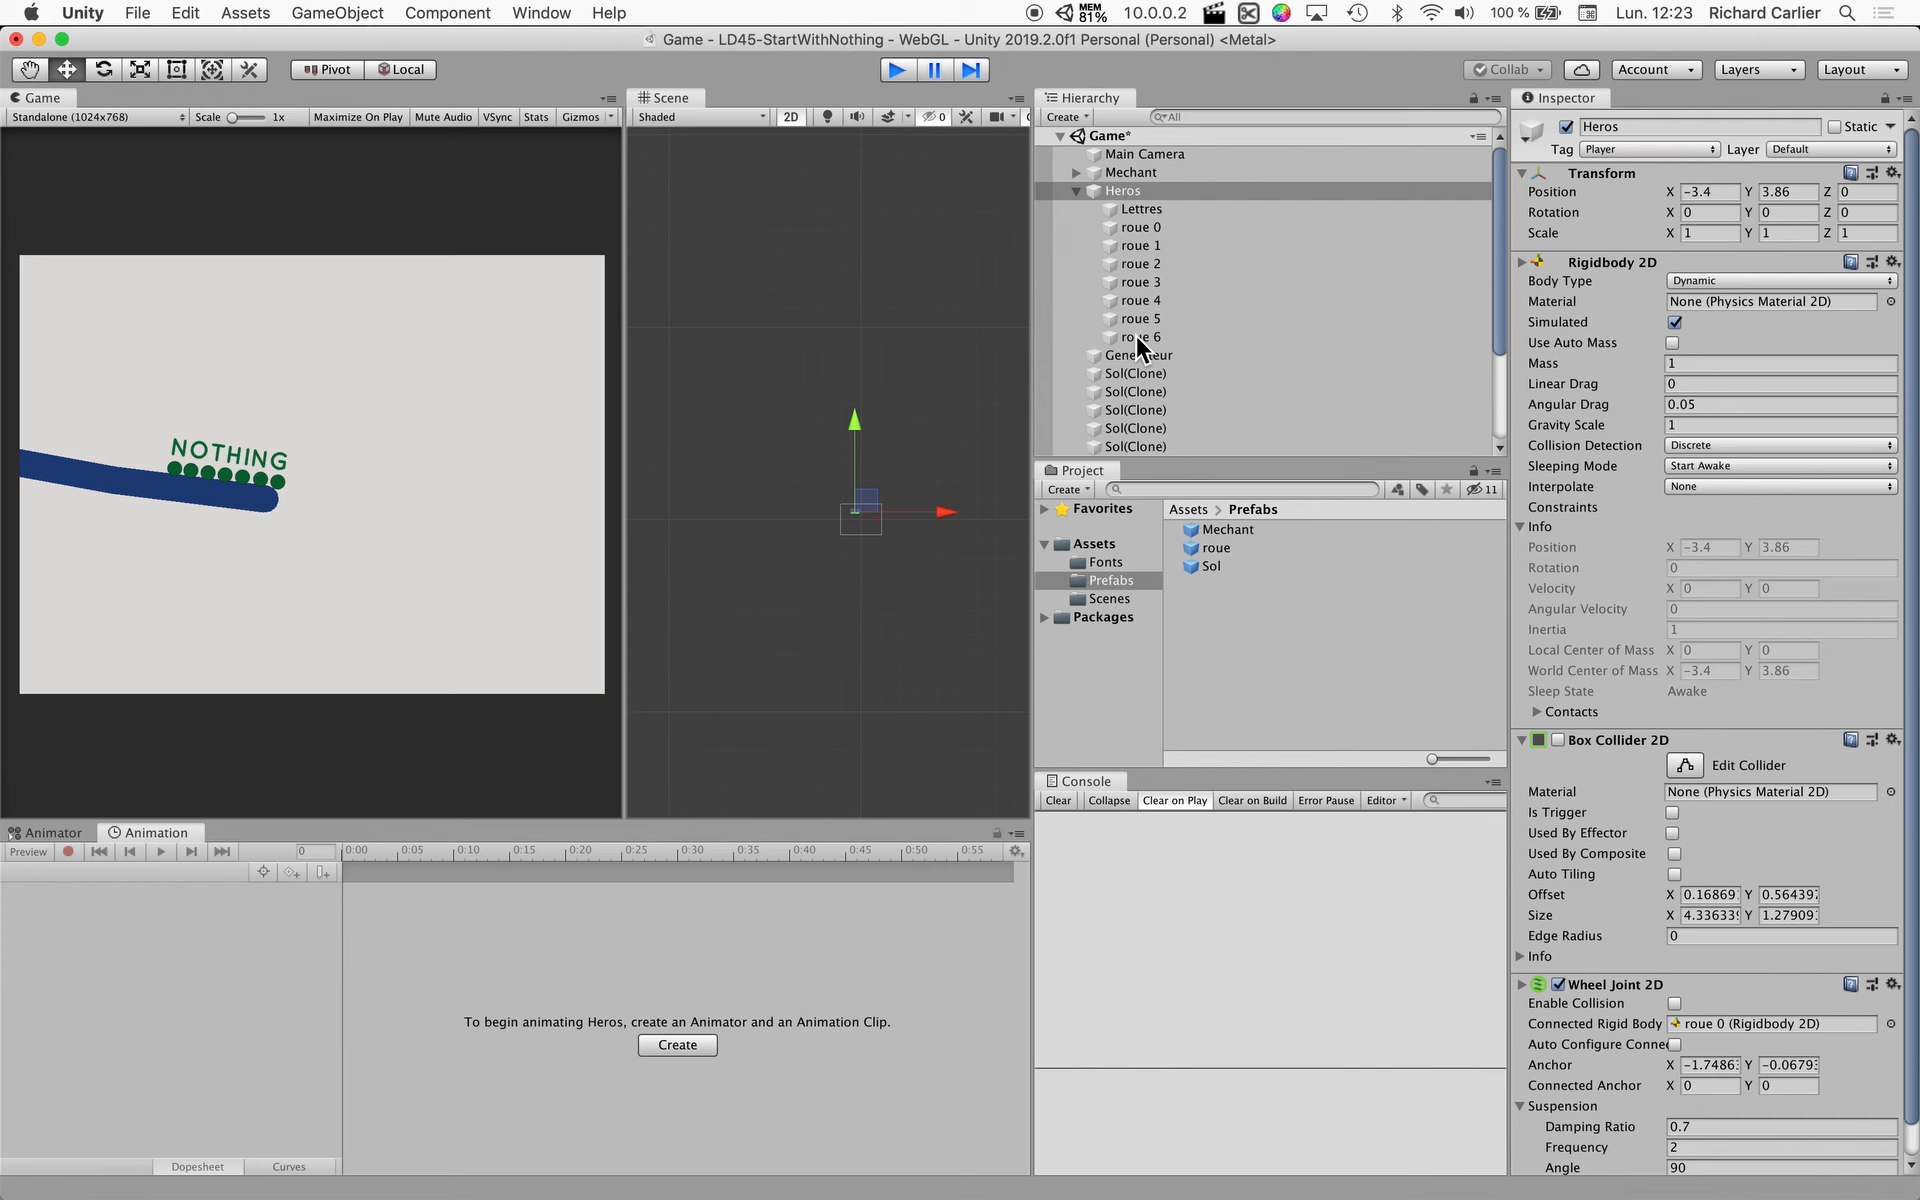 Unity File Edit Assets GameObject Component Window Help MEM 81% 10.0.0.2 100 % Lun. 12:23 Richard Carlier
Game - LD45-StartWithNothing - WebGL - Unity 2019.2.0f1 Personal (Personal) <Metal>
Pivot Local Collab Account Layers Layout
Game
Standalone (1024x768) Scale 1x Maximize On Play Mute Audio VSync Stats Gizmos
NOTHING
Scene
Shaded 2D 0
Hierarchy
Create All
Game*
Main Camera
Mechant
Heros
Lettres
roue 0
roue 1
roue 2
roue 3
roue 4
roue 5
roue 6
Sol(Clone)
Sol(Clone)
Sol(Clone)
Sol(Clone)
Sol(Clone)
Project
Create 11
Favorites
Assets
Fonts
Prefabs
Scenes
Packages
Assets > Prefabs
Mechant
roue
Sol
Console
Clear Collapse Clear on Play Clear on Build Error Pause Editor
Animator Animation
Preview 0 0:00 0:05 0:10 0:15 0:20 0:25 0:30 0:35 0:40 0:45 0:50 0:55
To begin animating Heros, create an Animator and an Animation Clip.
Create
Dopesheet Curves
Inspector
Heros Static
Tag Player Layer Default
Transform
Position X -3.4 Y 3.86 Z 0
Rotation X 0 Y 0 Z 0
Scale X 1 Y 1 Z 1
Rigidbody 2D
Body Type Dynamic
Material None (Physics Material 2D)
Simulated
Use Auto Mass
Mass 1
Linear Drag 0
Angular Drag 0.05
Gravity Scale 1
Collision Detection Discrete
Sleeping Mode Start Awake
Interpolate None
Constraints
Info
Position X -3.4 Y 3.86
Rotation 0
Velocity X 0 Y 0
Angular Velocity 0
Inertia 1
Local Center of Mass X 0 Y 0
World Center of Mass X -3.4 Y 3.86
Sleep State Awake
Contacts
Box Collider 2D
Edit Collider
Material None (Physics Material 2D)
Is Trigger
Used By Effector
Used By Composite
Auto Tiling
Offset X 0.16869 Y 0.56439
Size X 4.33633 Y 1.27909
Edge Radius 0
Info
Wheel Joint 2D
Enable Collision
Connected Rigid Body roue 0 (Rigidbody 2D)
Auto Configure Conne
Anchor X -1.7486 Y -0.0679
Connected Anchor X 0 Y 0
Suspension
Damping Ratio 0.7
Frequency 2
Angle 90